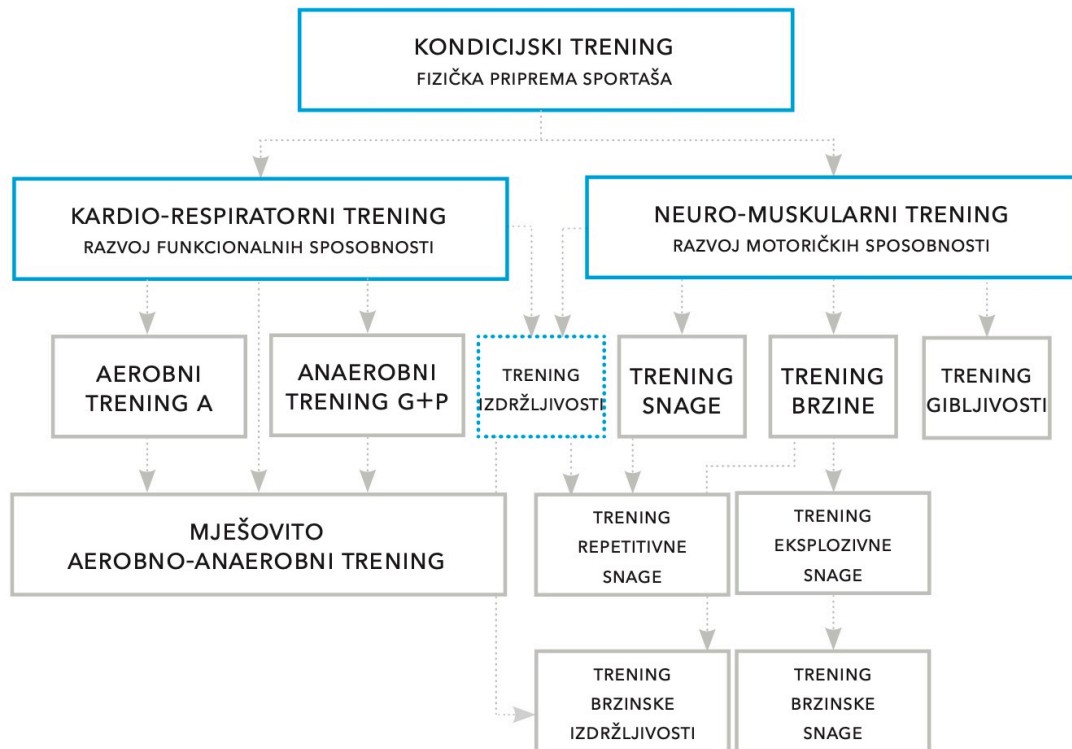 KONDICIJSKI TRENING
FIZIČKA PRIPREMA SPORTAŠA
KARDIO-RESPIRATORNI TRENING
RAZVOJ FUNKCIONALNIH SPOSOBNOSTI
NEURO-MUSKULARNI TRENING
RAZVOJ MOTORIČKIH SPOSOBNOSTI
AEROBNI
TRENING A
ANAEROBNI
TRENING G+P
TRENING
IZDRŽLJIVOSTI
TRENING
SNAGE
TRENING
BRZINE
TRENING
GIBLJIVOSTI
MJEŠOVITO
AEROBNO-ANAEROBNI TRENING
TRENING
REPETITIVNE
SNAGE
TRENING
EKSPLOZIVNE
SNAGE
TRENING
BRZINSKE
IZDRŽLJIVOSTI
TRENING
BRZINSKE
SNAGE